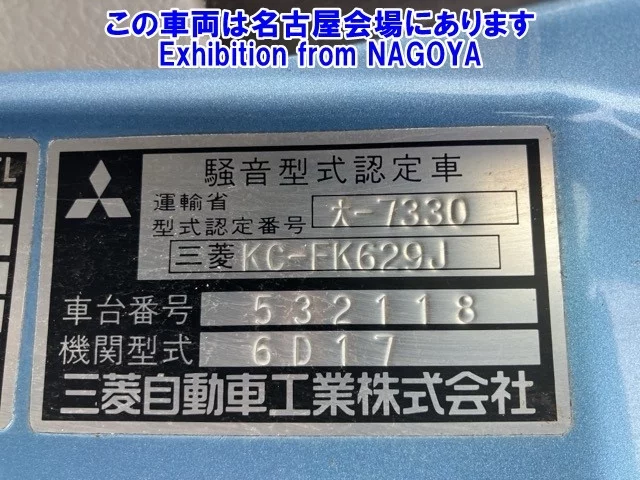 この車両は名古屋会場にあります
Exhibition from NAGOYA
騒音型式認定車
運輸省
型式認定番号 大-7330
三菱 KC-FK629J
車台番号 532118
機関型式 6D17
三菱自動車工業株式会社